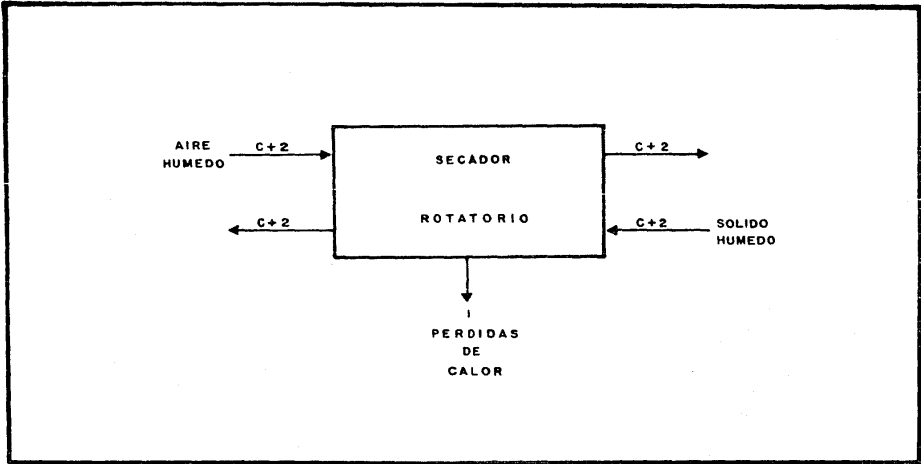 AIRE
HUMEDO
C+2
SECADOR
C+2
C+2
ROTATORIO
C+2
SOLIDO
HUMEDO
1
PERDIDAS
DE
CALOR